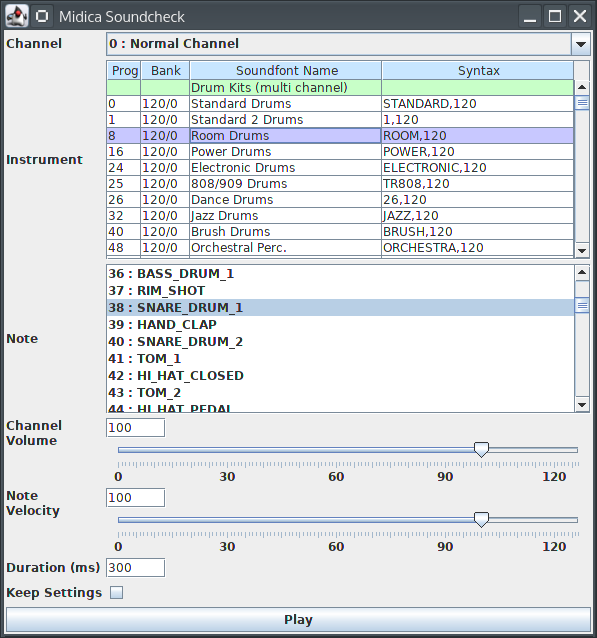 Midica Soundcheck
Channel 0 : Normal Channel
Instrument
Prog Bank Soundfont Name Syntax
Drum Kits (multi channel)
0 120/0 Standard Drums STANDARD,120
1 120/0 Standard 2 Drums 1,120
8 120/0 Room Drums ROOM,120
16 120/0 Power Drums POWER,120
24 120/0 Electronic Drums ELECTRONIC,120
25 120/0 808/909 Drums TR808,120
26 120/0 Dance Drums 26,120
32 120/0 Jazz Drums JAZZ,120
40 120/0 Brush Drums BRUSH,120
48 120/0 Orchestral Perc. ORCHESTRA,120
Note
36 : BASS_DRUM_1
37 : RIM_SHOT
38 : SNARE_DRUM_1
39 : HAND_CLAP
40 : SNARE_DRUM_2
41 : TOM_1
42 : HI_HAT_CLOSED
43 : TOM_2
44 : HI_HAT_PEDAL
Channel
Volume
100
0 30 60 90 120
Note
Velocity
100
0 30 60 90 120
Duration (ms) 300
Keep Settings
Play